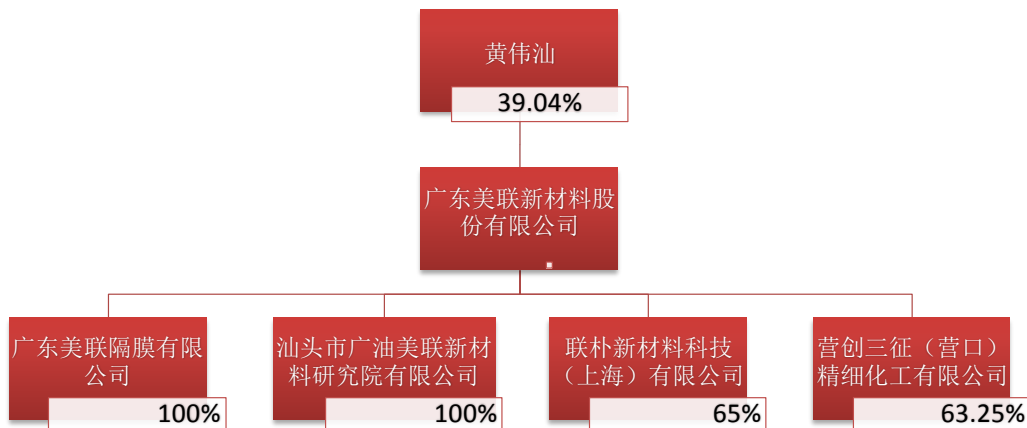 黄伟汕
39.04%
广东美联新材料股
份有限公司
广东美联隔膜有限
公司
100%
汕头市广油美联新材
料研究院有限公司
100%
联朴新材料科技
（上海）有限公司
65%
营创三征（营口）
精细化工有限公司
63.25%